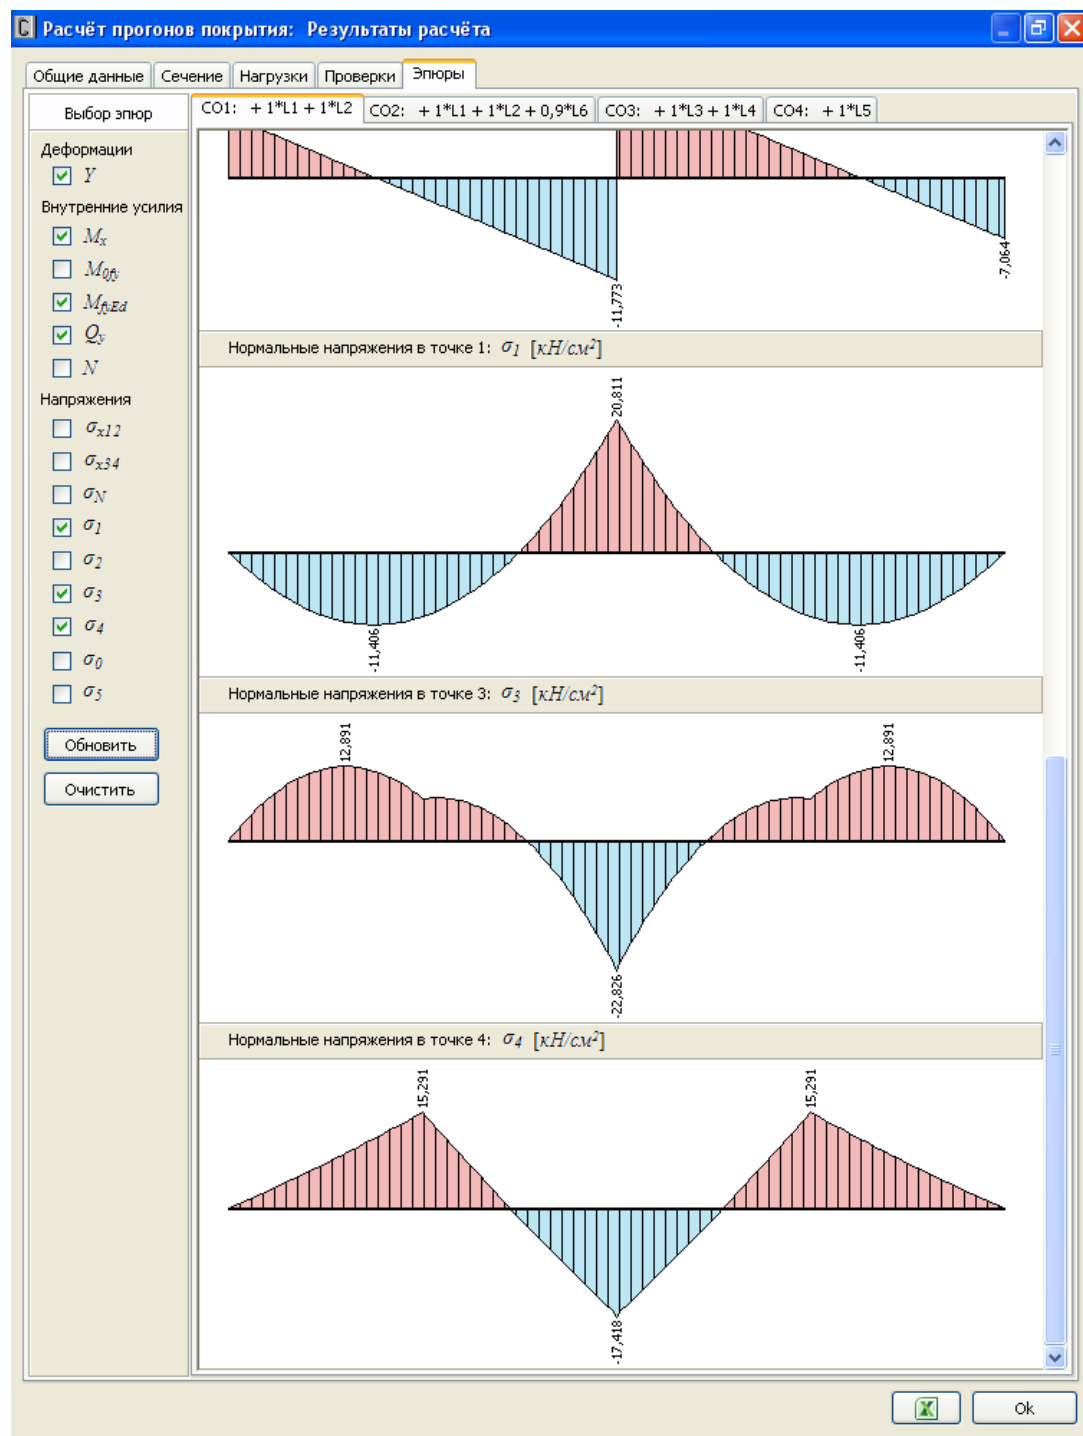 Расчёт прогонов покрытия: Результаты расчёта
Общие данные Сечение Нагрузки Проверки Эпюры
Выбор эпюр
CO1: + 1*L1 + 1*L2 CO2: + 1*L1 + 1*L2 + 0,9*L6 CO3: + 1*L3 + 1*L4 CO4: + 1*L5
Деформации
Y
Внутренние усилия
Mx
M0fy
MfyEd
Qy
N
Напряжения
σx12
σx34
σN
σ1
σ2
σ3
σ4
σ0
σ5
Обновить
Очистить
-11,773
-7,064
Нормальные напряжения в точке 1: σ1 [кН/см²]
20,811
-11,406
-11,406
Нормальные напряжения в точке 3: σ3 [кН/см²]
12,891
12,891
-22,826
Нормальные напряжения в точке 4: σ4 [кН/см²]
15,291
15,291
-17,418
Ok